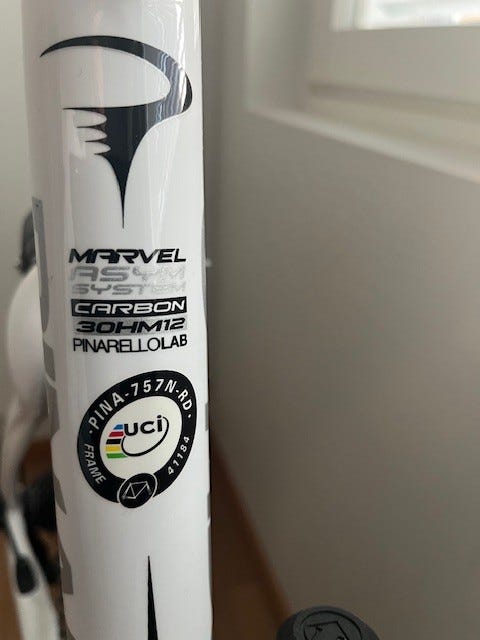 MARVEL
ASYM
SYSTEM
CARBON
30HM12
PINARELLOLAB
PINA-757N-RD
uci
FRAME 41184